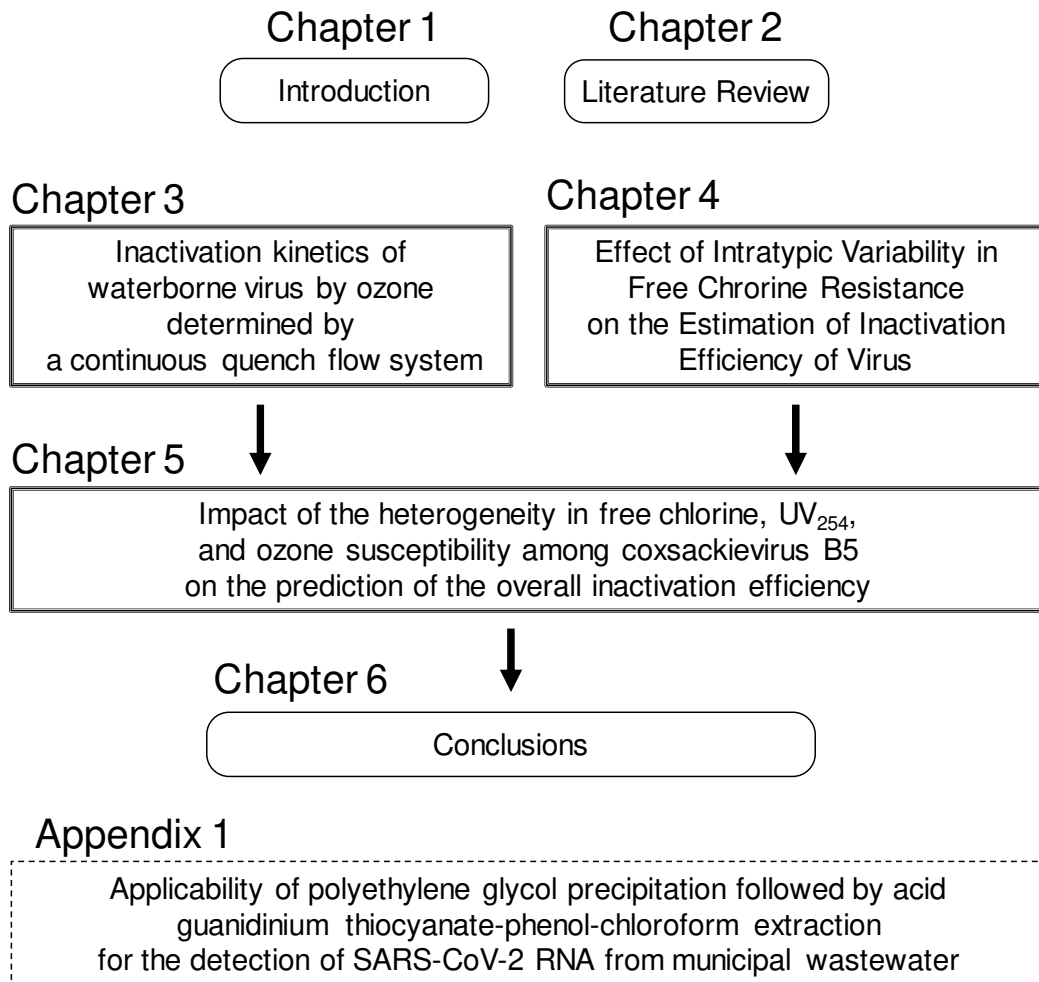 Chapter 1
Introduction
Chapter 2
Literature Review
Chapter 3
Inactivation kinetics of
waterborne virus by ozone
determined by
a continuous quench flow system
Chapter 4
Effect of Intratypic Variability in
Free Chrorine Resistance
on the Estimation of Inactivation
Efficiency of Virus
Chapter 5
Impact of the heterogeneity in free chlorine, UV₂₅₄,
and ozone susceptibility among coxsackievirus B5
on the prediction of the overall inactivation efficiency
Chapter 6
Conclusions
Appendix 1
Applicability of polyethylene glycol precipitation followed by acid
guanidinium thiocyanate-phenol-chloroform extraction
for the detection of SARS-CoV-2 RNA from municipal wastewater